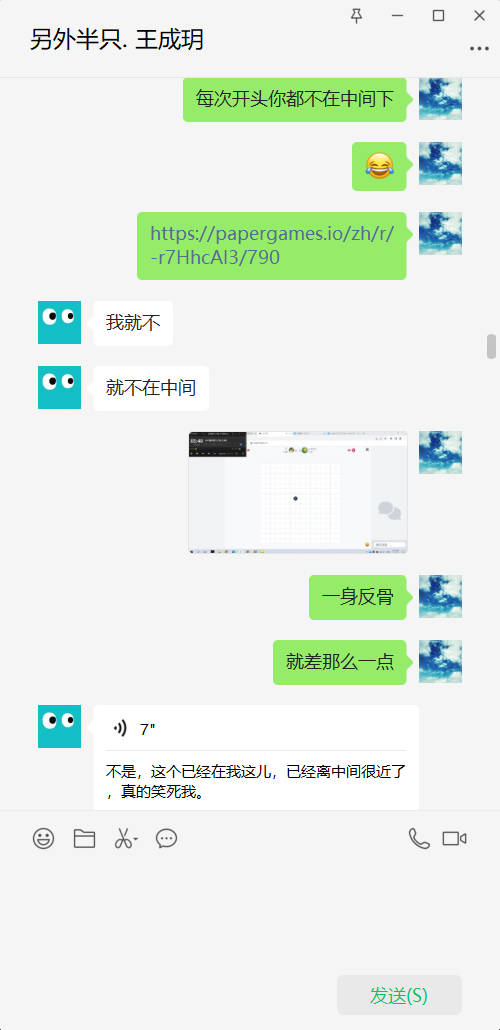 另外半只. 王成玥
每次开头你都不在中间下
https://papergames.io/zh/r/
-r7HhcAl3/790
我就不
就不在中间
一身反骨
就差那么一点
7"
不是，这个已经在我这儿，已经离中间很近了
，真的笑死我。
发送(S)